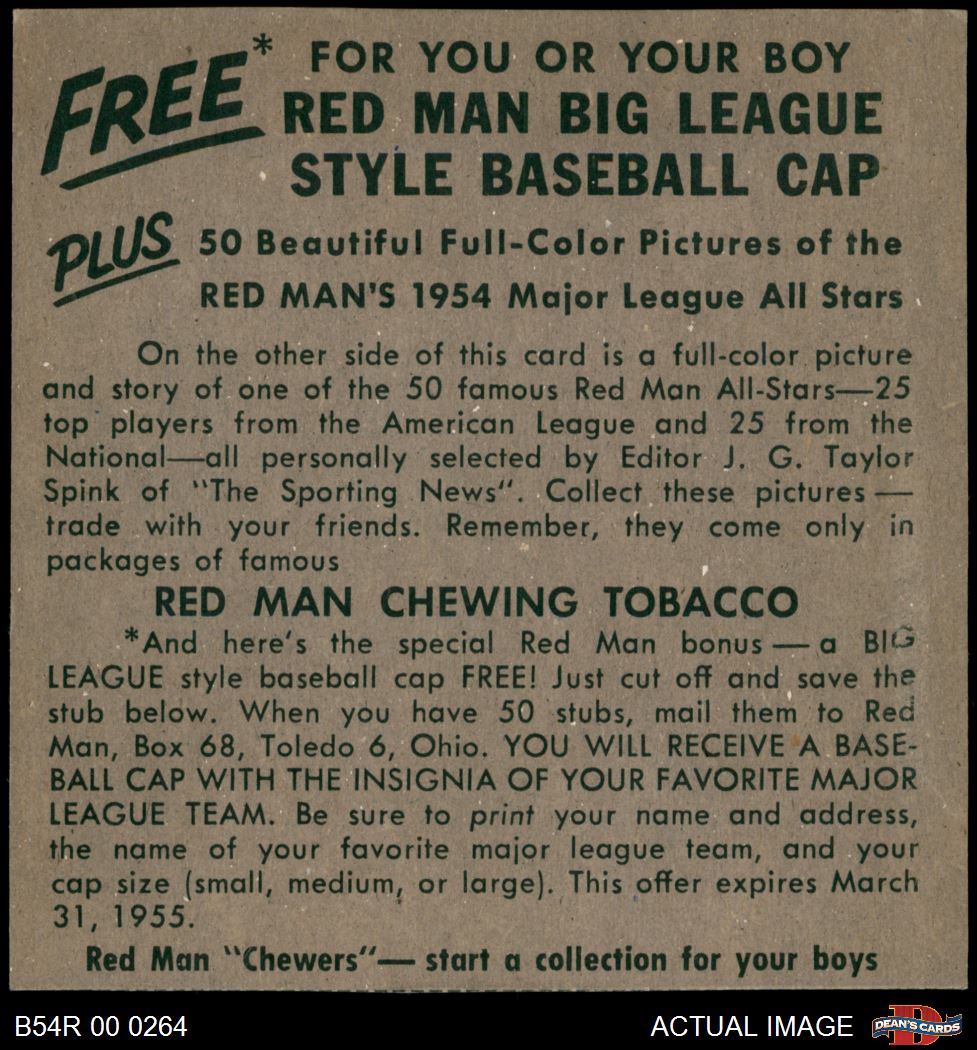 FREE* FOR YOU OR YOUR BOY
RED MAN BIG LEAGUE
STYLE BASEBALL CAP
PLUS 50 Beautiful Full-Color Pictures of the
RED MAN'S 1954 Major League All Stars
On the other side of this card is a full-color picture
and story of one of the 50 famous Red Man All-Stars—25
top players from the American League and 25 from the
National—all personally selected by Editor J. G. Taylor
Spink of "The Sporting News". Collect these pictures —
trade with your friends. Remember, they come only in
packages of famous
RED MAN CHEWING TOBACCO
*And here's the special Red Man bonus — a BIG
LEAGUE style baseball cap FREE! Just cut off and save the
stub below. When you have 50 stubs, mail them to Red
Man, Box 68, Toledo 6, Ohio. YOU WILL RECEIVE A BASE-
BALL CAP WITH THE INSIGNIA OF YOUR FAVORITE MAJOR
LEAGUE TEAM. Be sure to print your name and address,
the name of your favorite major league team, and your
cap size (small, medium, or large). This offer expires March
31, 1955.
Red Man "Chewers"— start a collection for your boys
B54R 00 0264 ACTUAL IMAGE D DEAN'S CARDS